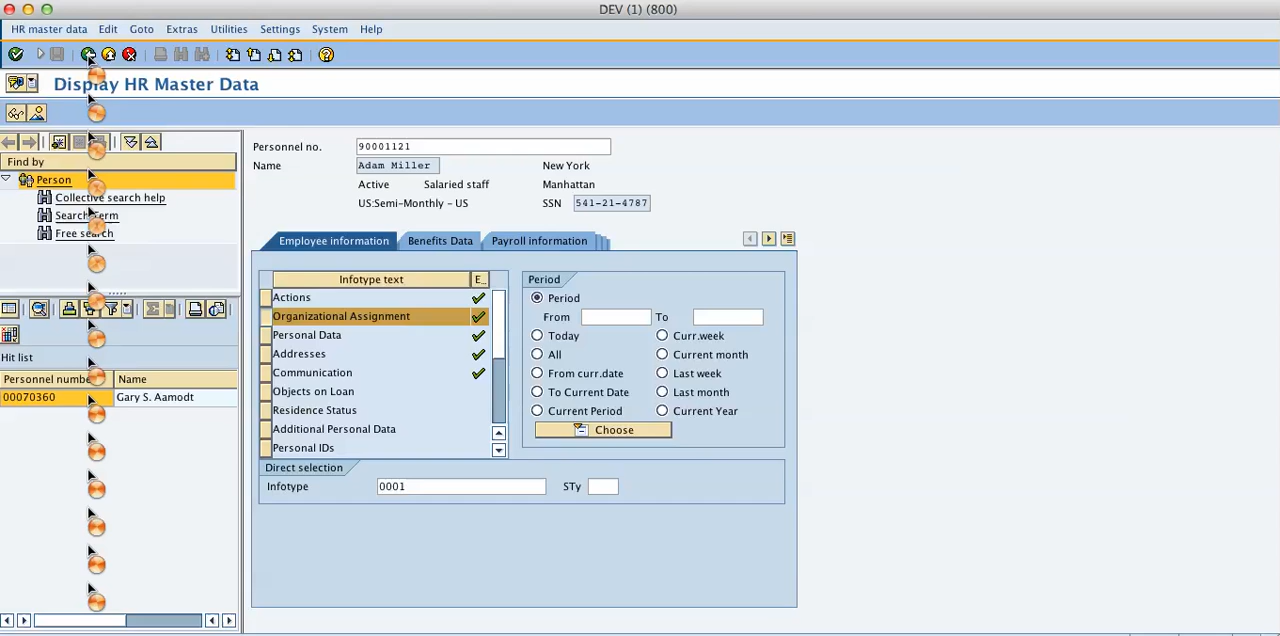 DEV (1) (800)
HR master data Edit Goto Extras Utilities Settings System Help
Display HR Master Data
Find by
Person
Collective search help
Search Term
Free search
Hit list
Personnel number Name
00070360 Gary S. Aamodt
Personnel no. 90001121
Name Adam Miller New York
Active Salaried staff Manhattan
US:Semi-Monthly - US SSN 541-21-4787
Employee information Benefits Data Payroll information
Infotype text E..
Actions
Organizational Assignment
Personal Data
Addresses
Communication
Objects on Loan
Residence Status
Additional Personal Data
Personal IDs
Period
Period
From To
Today Curr.week
All Current month
From curr.date Last week
To Current Date Last month
Current Period Current Year
Choose
Direct selection
Infotype 0001 STy